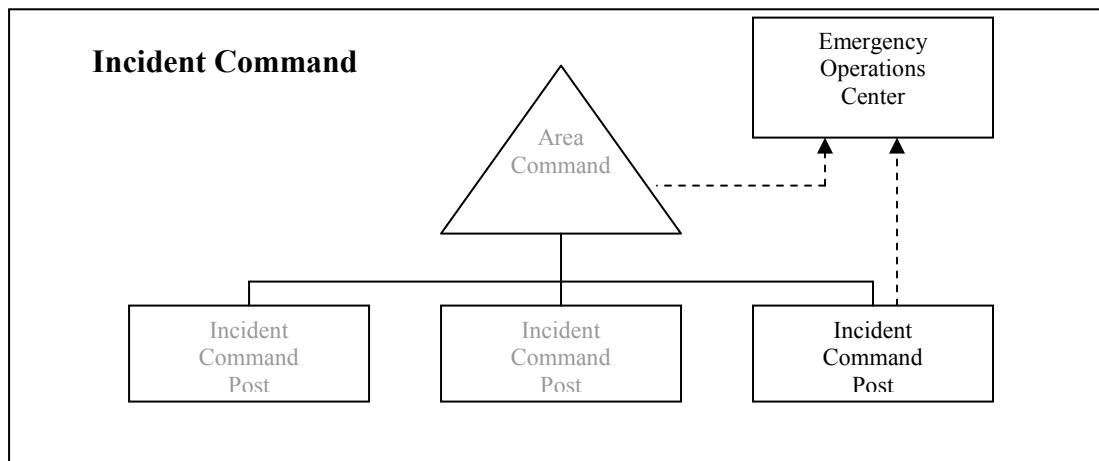 Incident Command
Emergency
Operations
Center
Area
Command
Incident
Command
Post
Incident
Command
Post
Incident
Command
Post